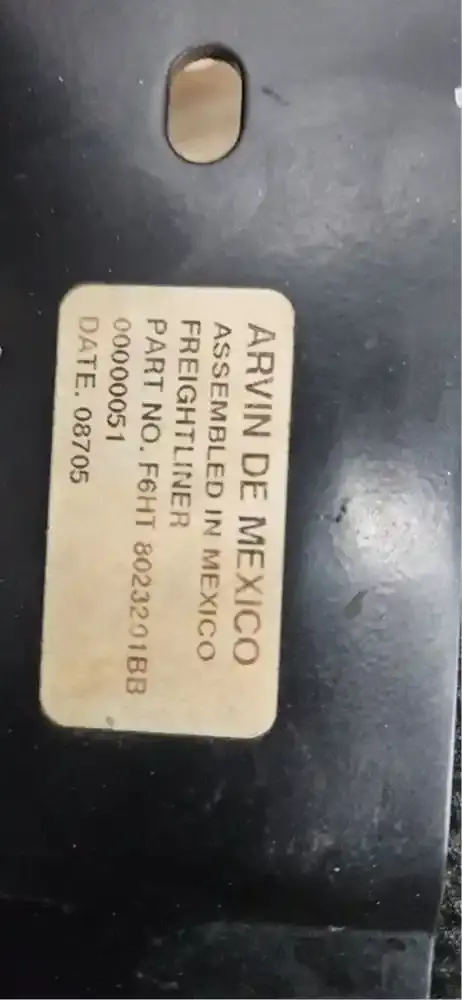 ARVIN DE MEXICO
ASSEMBLED IN MEXICO
FREIGHTLINER
PART NO. F6HT 8023201BB
00000051
DATE. 08705